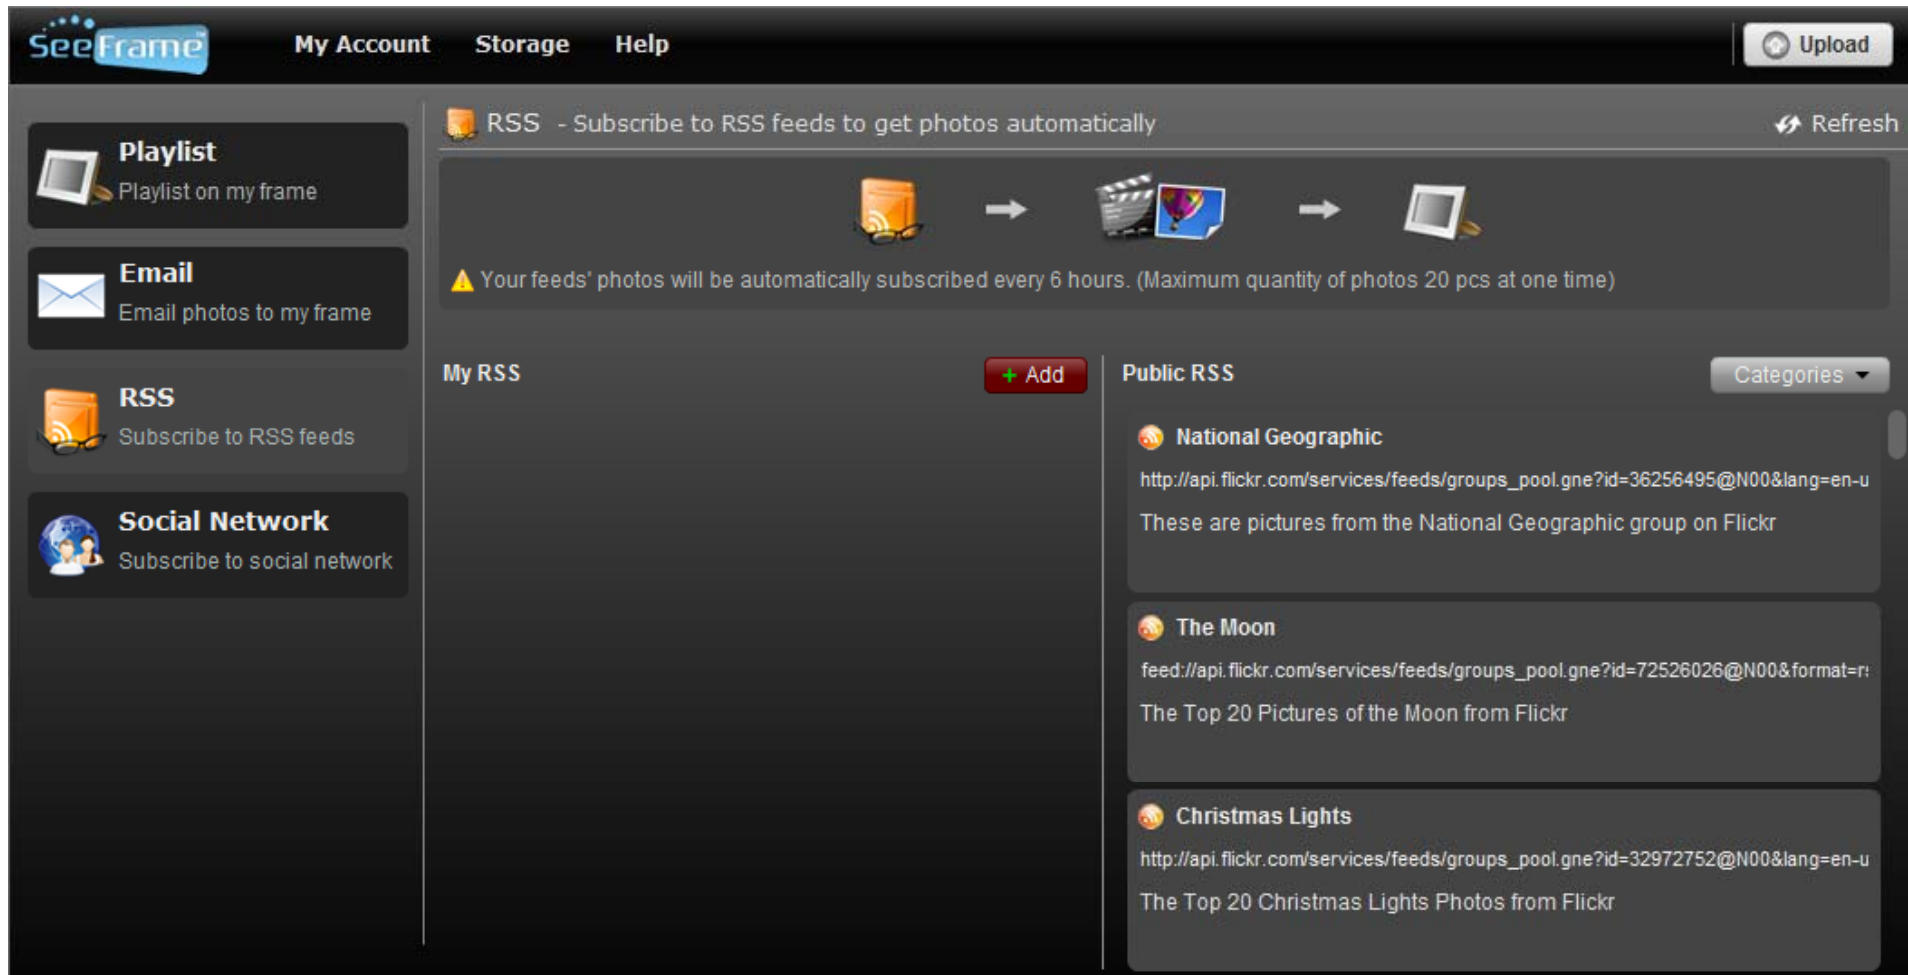 SeeFrame™
My Account Storage Help
Upload
Playlist
Playlist on my frame
Email
Email photos to my frame
RSS
Subscribe to RSS feeds
Social Network
Subscribe to social network
RSS - Subscribe to RSS feeds to get photos automatically
Refresh
Your feeds' photos will be automatically subscribed every 6 hours. (Maximum quantity of photos 20 pcs at one time)
My RSS
+ Add
Public RSS
Categories
National Geographic
http://api.flickr.com/services/feeds/groups_pool.gne?id=36256495@N00&lang=en-u
These are pictures from the National Geographic group on Flickr
The Moon
feed://api.flickr.com/services/feeds/groups_pool.gne?id=72526026@N00&format=r
The Top 20 Pictures of the Moon from Flickr
Christmas Lights
http://api.flickr.com/services/feeds/groups_pool.gne?id=32972752@N00&lang=en-u
The Top 20 Christmas Lights Photos from Flickr